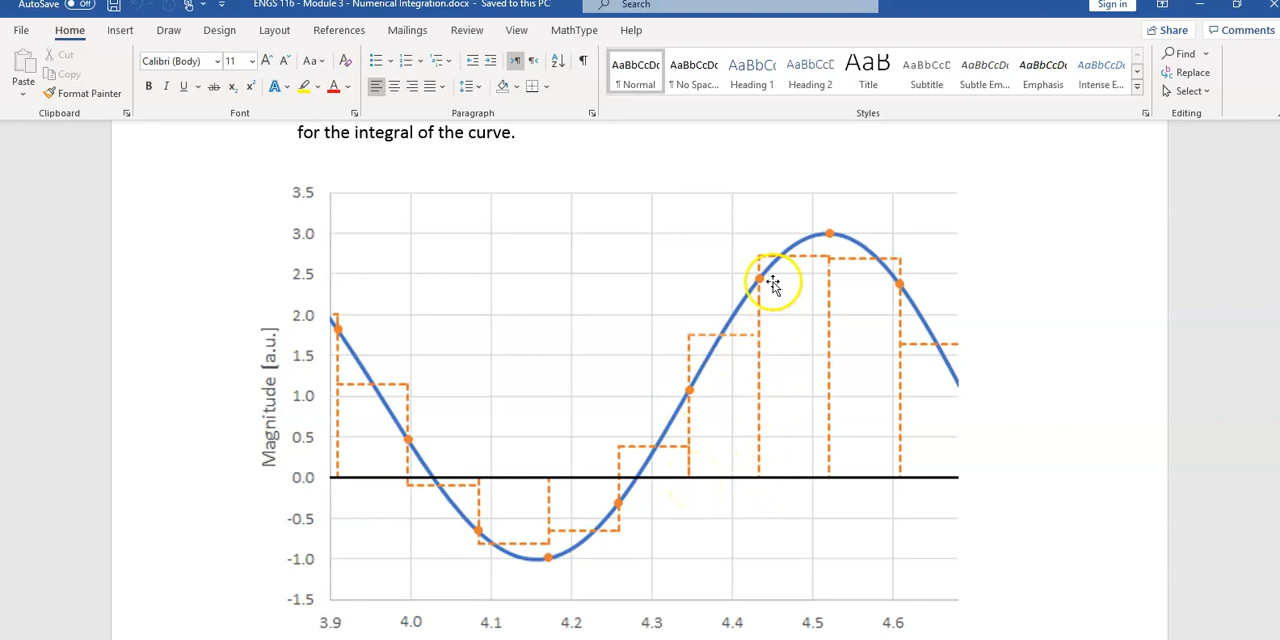 AutoSave Off ENGS 116 - Module 3 - Numerical Integration.docx - Saved to this PC Search Sign in
File Home Insert Draw Design Layout References Mailings Review View MathType Help Share Comments
Paste Cut Copy Format Painter
Calibri (Body) 11
AaBbCcDc AaBbCcDc AaBbCc AaBbCcC AaB AaBbCcD AaBbCcDc AaBbCcDc AaBbCcDc
¶ Normal ¶ No Spac... Heading 1 Heading 2 Title Subtitle Subtle Em... Emphasis Intense E...
Find Replace Select
Clipboard Font Paragraph Styles Editing
for the integral of the curve.
3.5
3.0
2.5
2.0
1.5
1.0
0.5
0.0
-0.5
-1.0
-1.5
Magnitude [a.u.]
3.9 4.0 4.1 4.2 4.3 4.4 4.5 4.6